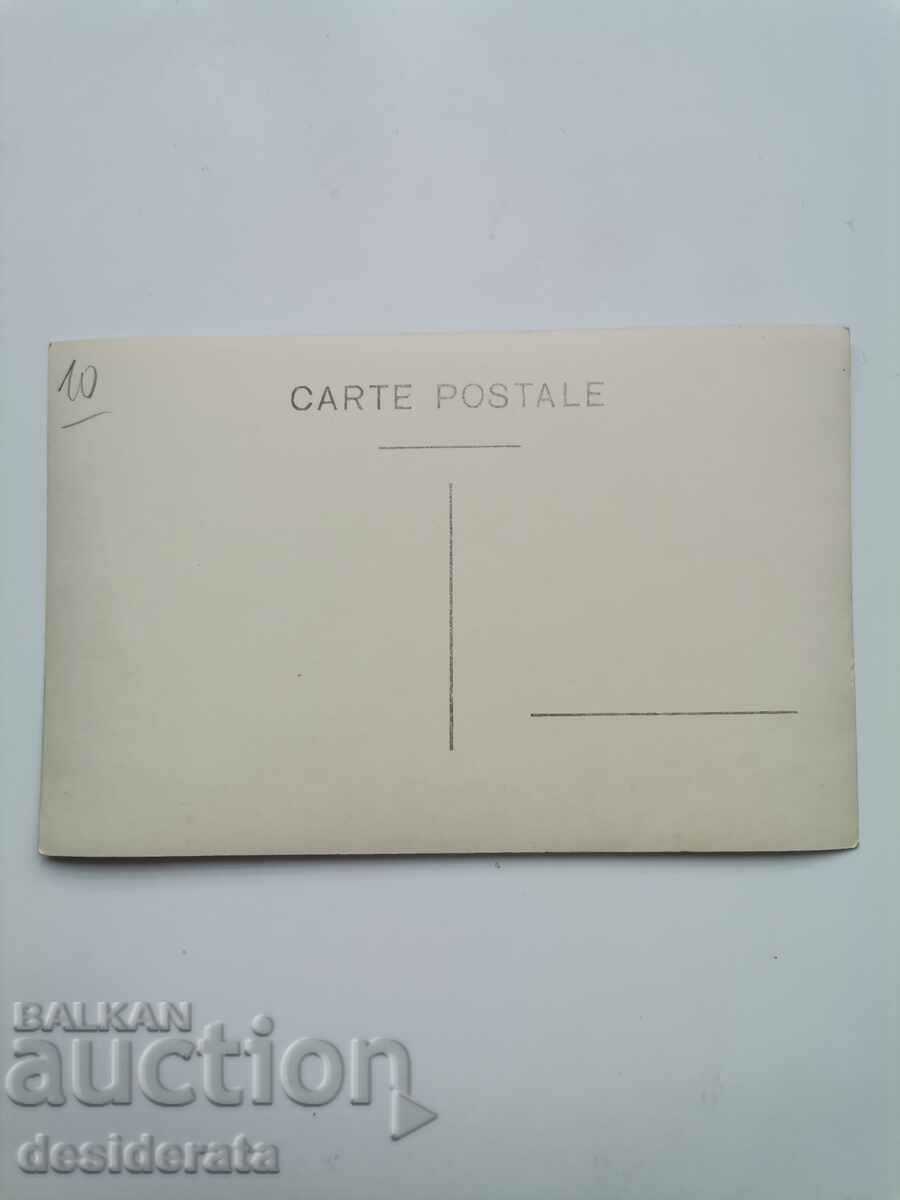 10
CARTE POSTALE
BALKAN
auction
desiderata